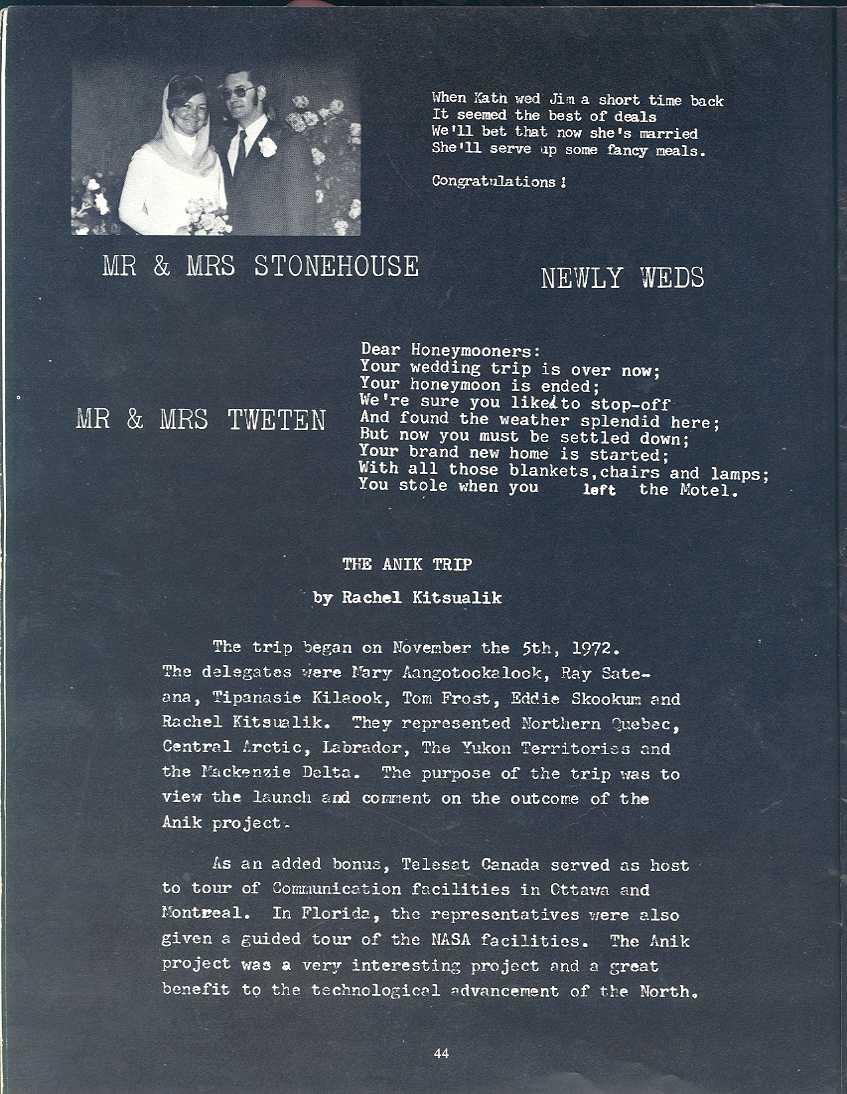 When Kath wed Jim a short time back
It seemed the best of deals
We'll bet that now she's married
She'll serve up some fancy meals.
Congratulations!
MR & MRS STONEHOUSE
NEWLY WEDS
Dear Honeymooners:
Your wedding trip is over now;
Your honeymoon is ended;
We're sure you liked to stop-off
And found the weather splendid here;
But now you must be settled down;
Your brand new home is started;
With all those blankets,chairs and lamps;
You stole when you left the Motel.
MR & MRS TWETEN
THE ANIK TRIP
by Rachel Kitsualik
The trip began on November the 5th, 1972.
The delegates were Mary Aangotookalook, Ray Sate-
ana, Tipanasie Kilaook, Tom Frost, Eddie Skookum and
Rachel Kitsualik. They represented Northern Quebec,
Central Arctic, Labrador, The Yukon Territories and
the Mackenzie Delta. The purpose of the trip was to
view the launch and comment on the outcome of the
Anik project.
As an added bonus, Telesat Canada served as host
to tour of Communication facilities in Ottawa and
Montreal. In Florida, the representatives were also
given a guided tour of the NASA facilities. The Anik
project was a very interesting project and a great
benefit to the technological advancement of the North.
44